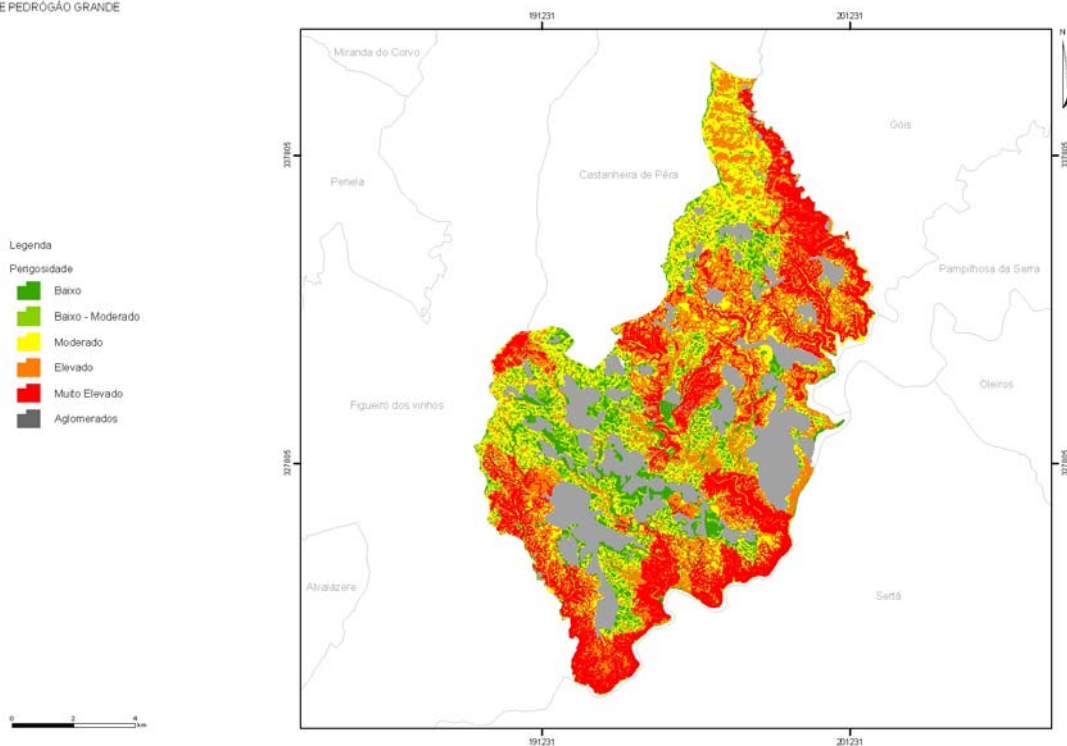 E PEDRÓGÃO GRANDE
191231
201231
N
Miranda do Corvo
Góis
337805
337805
Castanheira de Pêra
Penela
Legenda
Perigosidade
Baixo
Baixo - Moderado
Moderado
Elevado
Muito Elevado
Aglomerados
Pampilhosa da Serra
Oleiros
Figueiró dos vinhos
327805
327805
Alvaiázere
Sertã
0 2 4
km
191231
201231